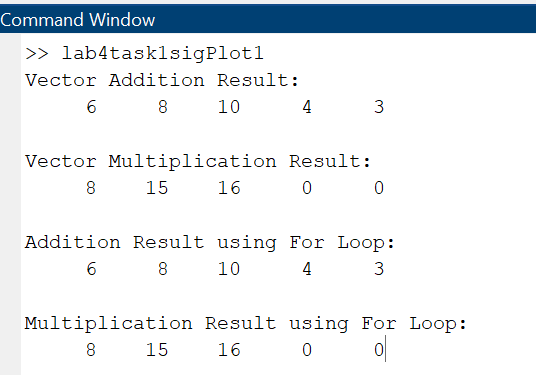 Command Window
>> lab4task1sigPlot1
Vector Addition Result:
6 8 10 4 3
Vector Multiplication Result:
8 15 16 0 0
Addition Result using For Loop:
6 8 10 4 3
Multiplication Result using For Loop:
8 15 16 0 0